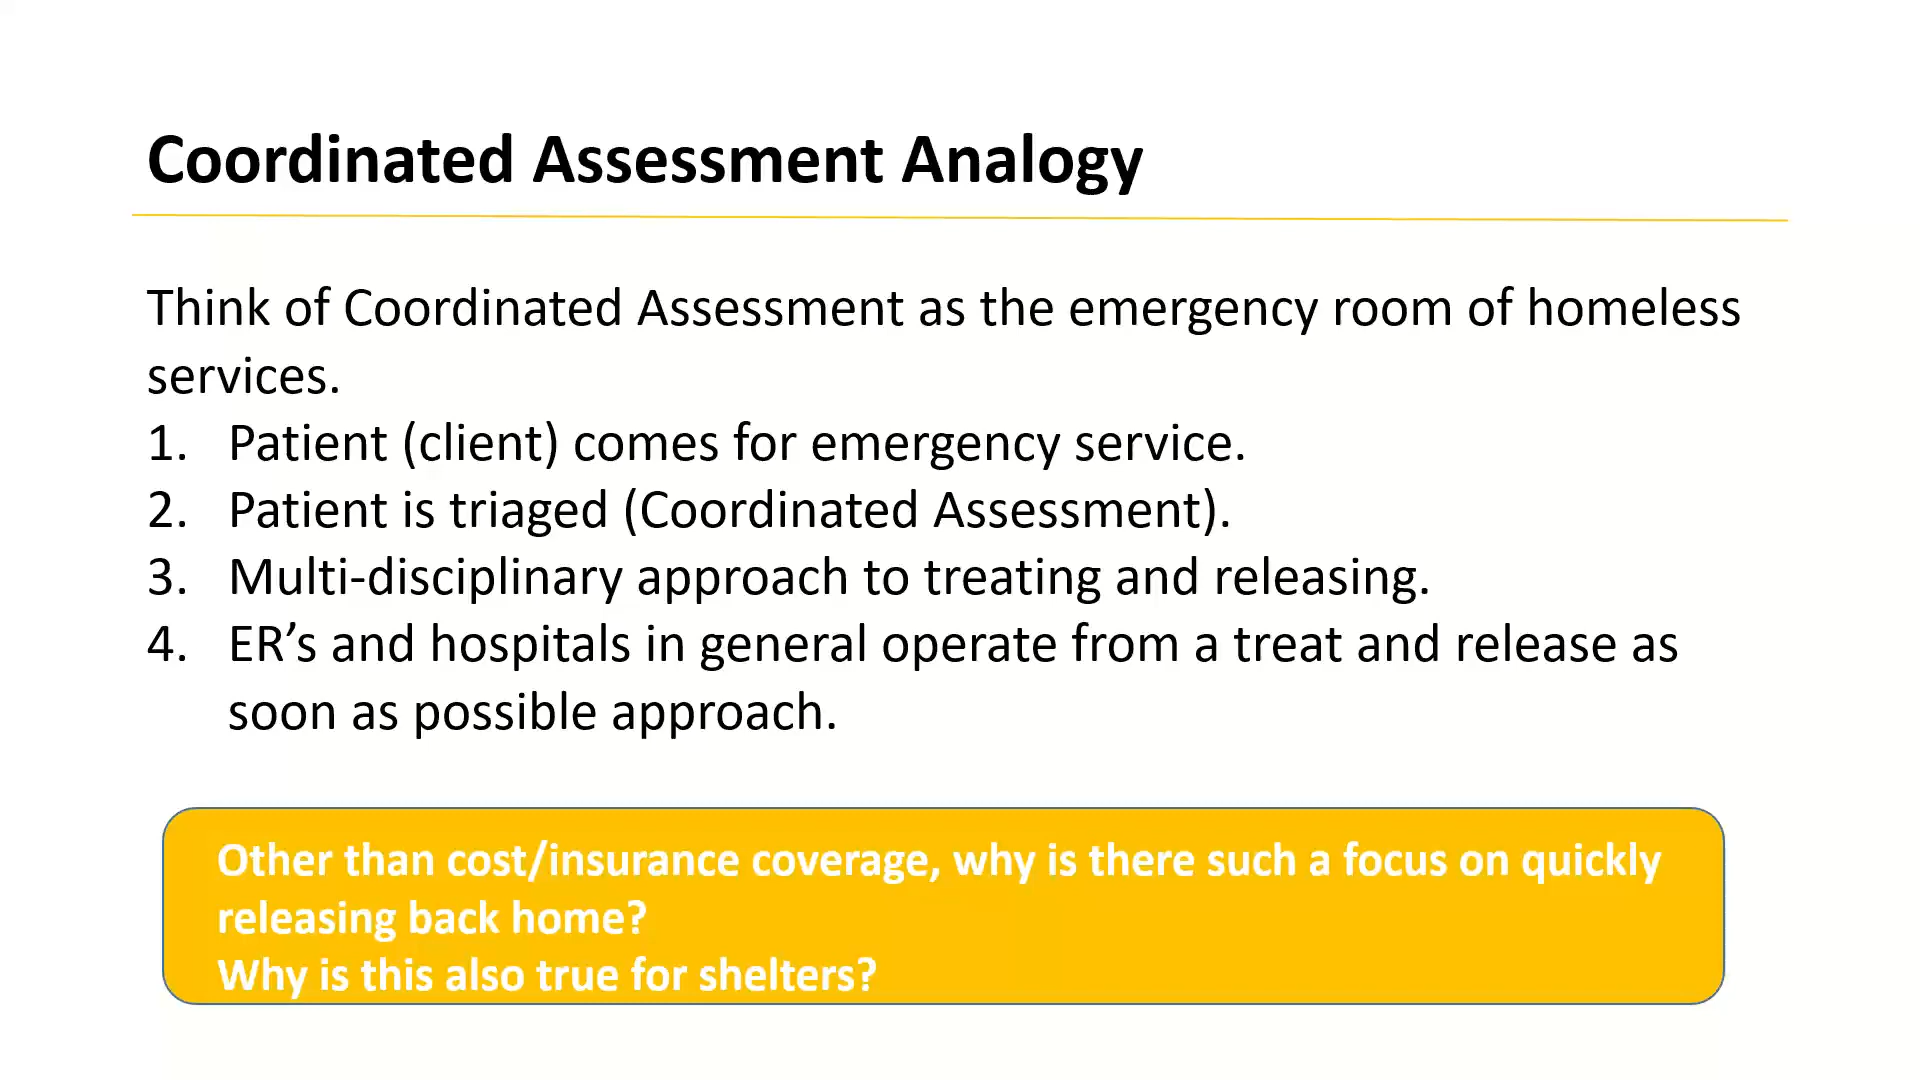 Coordinated Assessment Analogy
Think of Coordinated Assessment as the emergency room of homeless
services.
1. Patient (client) comes for emergency service.
2. Patient is triaged (Coordinated Assessment).
3. Multi-disciplinary approach to treating and releasing.
4. ER’s and hospitals in general operate from a treat and release as
soon as possible approach.
Other than cost/insurance coverage, why is there such a focus on quickly
releasing back home?
Why is this also true for shelters?